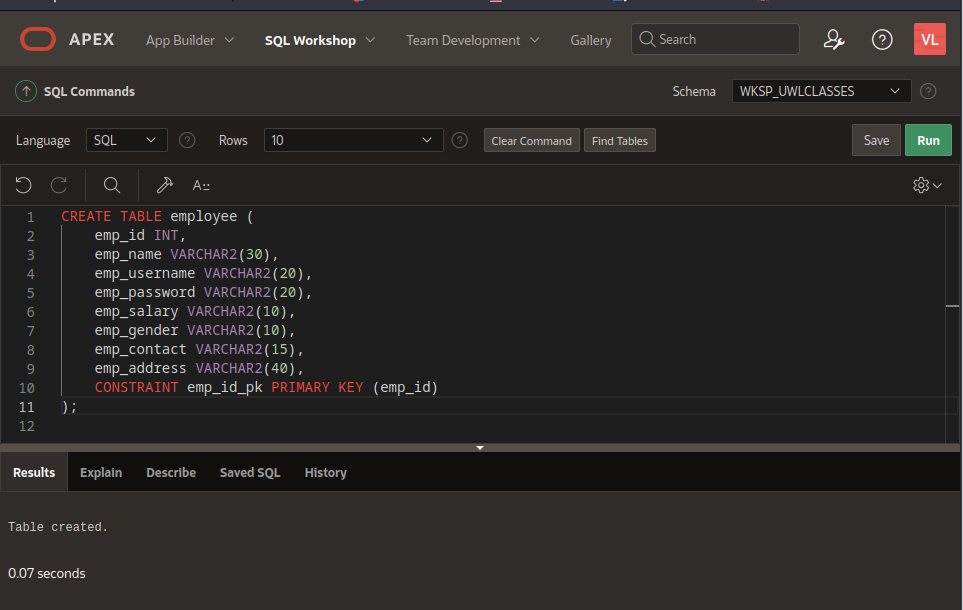 APEX App Builder SQL Workshop Team Development Gallery Search VL
SQL Commands Schema WKSP_UWLCLASSES ?
Language SQL ? Rows 10 ? Clear Command Find Tables Save Run
A::
1 CREATE TABLE employee (
2 emp_id INT,
3 emp_name VARCHAR2(30),
4 emp_username VARCHAR2(20),
5 emp_password VARCHAR2(20),
6 emp_salary VARCHAR2(10),
7 emp_gender VARCHAR2(10),
8 emp_contact VARCHAR2(15),
9 emp_address VARCHAR2(40),
10 CONSTRAINT emp_id_pk PRIMARY KEY (emp_id)
11 );
12
Results Explain Describe Saved SQL History
Table created.
0.07 seconds